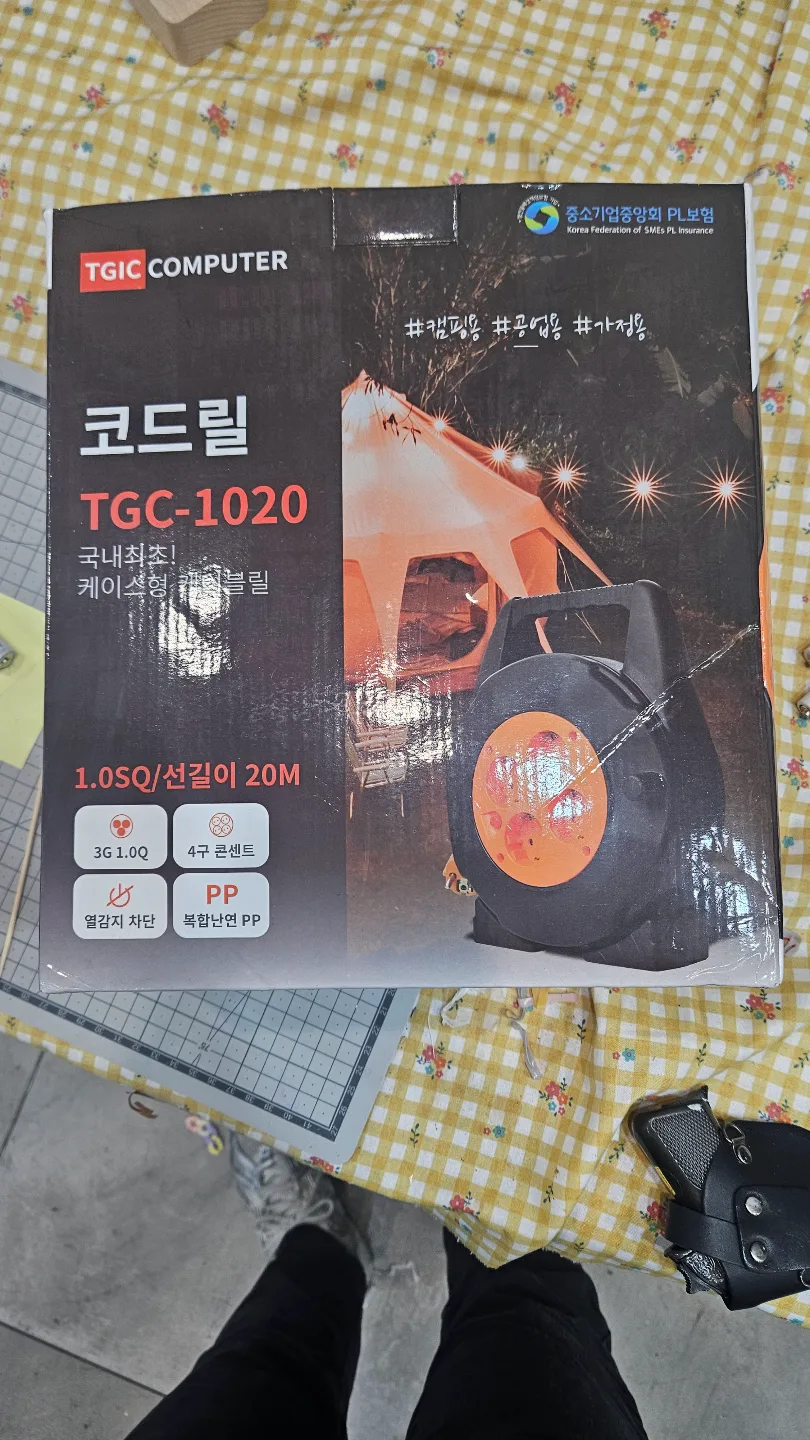 중소기업중앙회 PL보험
Korea Federation of SMEs PL Insurance
TGIC COMPUTER
#캠핑용 #공업용 #가정용
코드릴
TGC-1020
국내최초!
케이스형 케이블릴
1.0SQ/선길이 20M
3G 1.0Q
4구 콘센트
열감지 차단
PP
복합난연 PP